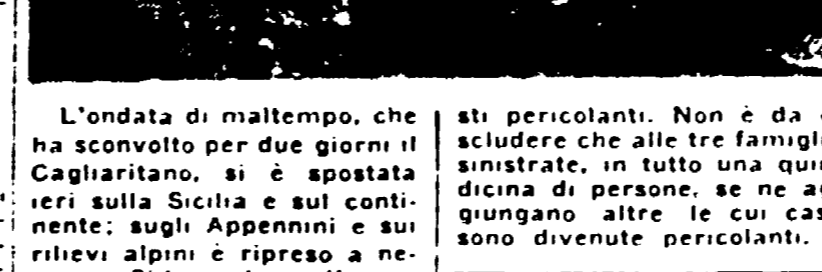 L'ondata di maltempo, che
ha sconvolto per due giorni il
Cagliaritano, si è spostata
ieri sulla Sicilia e sul conti-
nente; sugli Appennini e sui
rilievi alpini è ripreso a ne-
sti pericolanti. Non è da
scludere che alle tre famigli
sinistrate, in tutto una qui
dicina di persone, se ne ag
giungano altre le cui cas
sono divenute pericolanti.